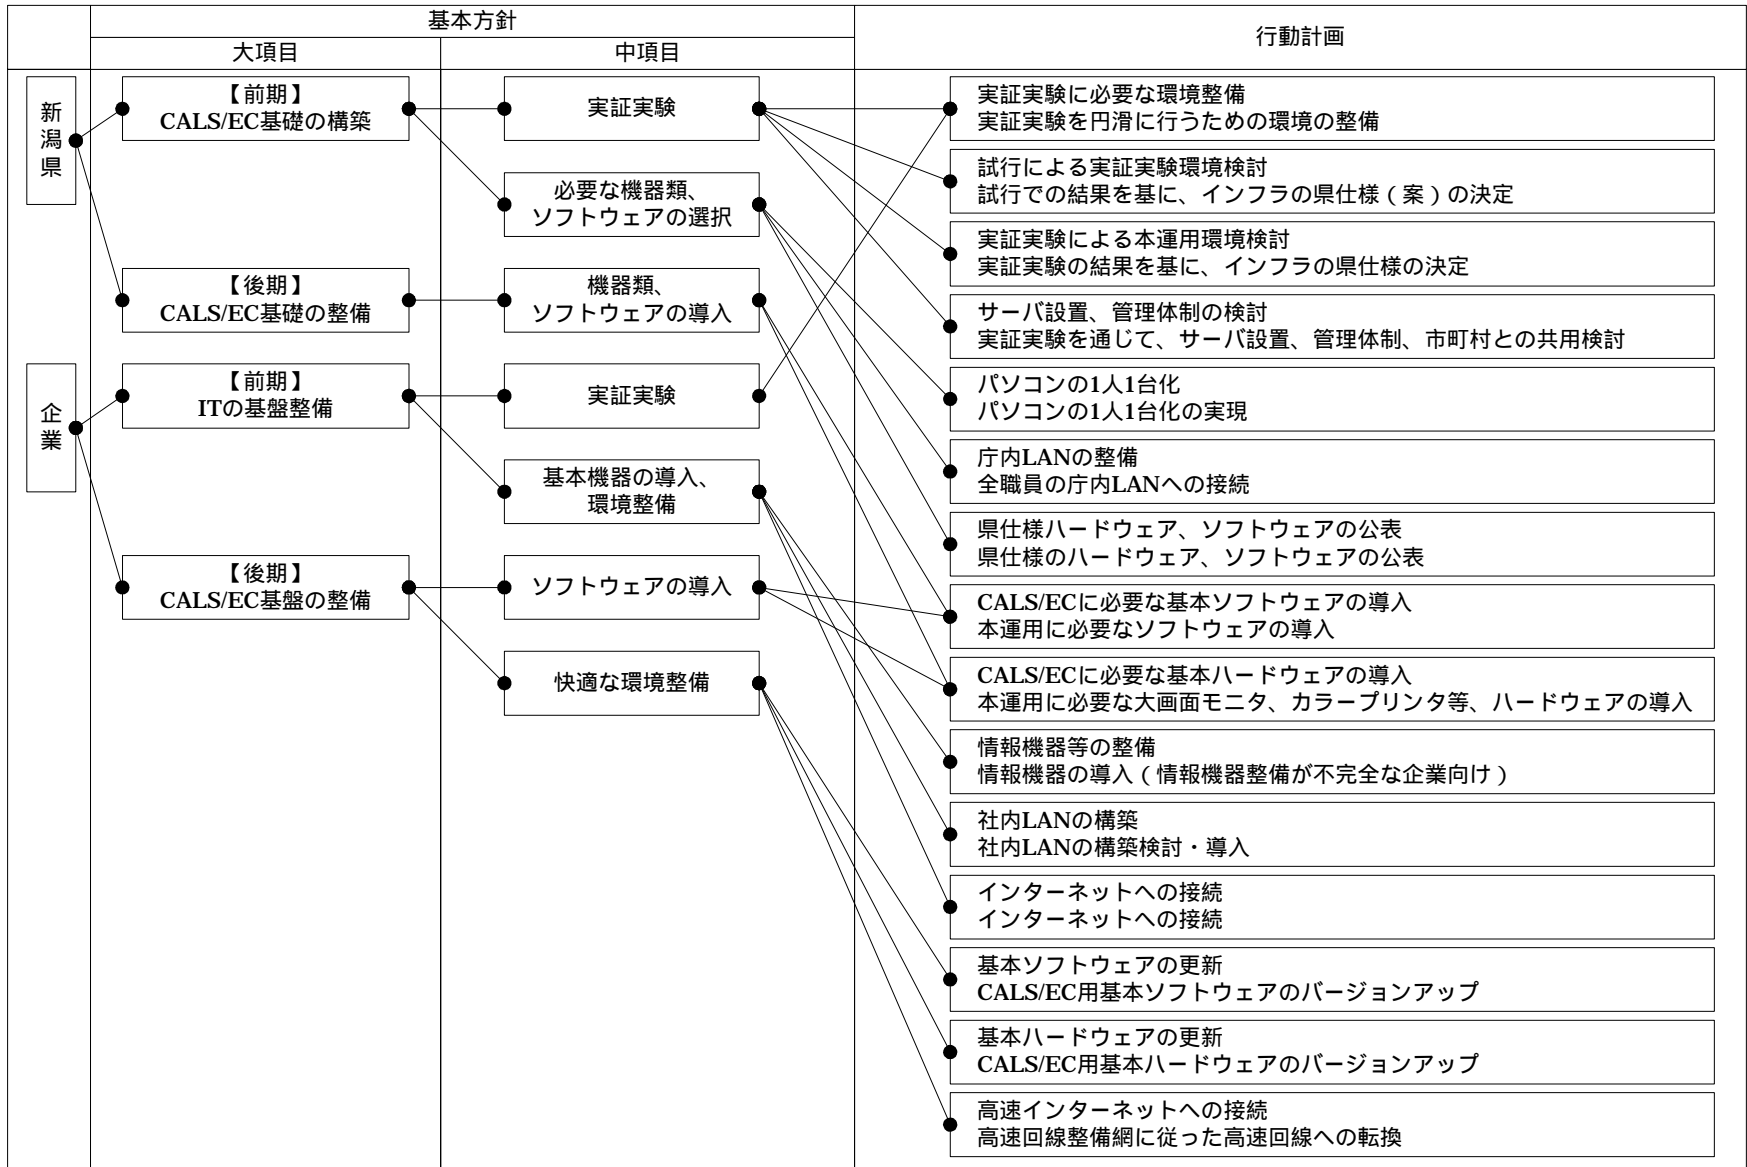 基本方針
行動計画
大項目
中項目
新潟県
【前期】
CALS/EC基礎の構築
実証実験
必要な機器類、
ソフトウェアの選択
【後期】
CALS/EC基礎の整備
機器類、
ソフトウェアの導入
企業
【前期】
ITの基盤整備
実証実験
基本機器の導入、
環境整備
【後期】
CALS/EC基盤の整備
ソフトウェアの導入
快適な環境整備
実証実験に必要な環境整備
実証実験を円滑に行うための環境の整備
試行による実証実験環境検討
試行での結果を基に、インフラの県仕様（案）の決定
実証実験による本運用環境検討
実証実験の結果を基に、インフラの県仕様の決定
サーバ設置、管理体制の検討
実証実験を通じて、サーバ設置、管理体制、市町村との共用検討
パソコンの1人1台化
パソコンの1人1台化の実現
庁内LANの整備
全職員の庁内LANへの接続
県仕様ハードウェア、ソフトウェアの公表
県仕様のハードウェア、ソフトウェアの公表
CALS/ECに必要な基本ソフトウェアの導入
本運用に必要なソフトウェアの導入
CALS/ECに必要な基本ハードウェアの導入
本運用に必要な大画面モニタ、カラープリンタ等、ハードウェアの導入
情報機器等の整備
情報機器の導入（情報機器整備が不完全な企業向け）
社内LANの構築
社内LANの構築検討・導入
インターネットへの接続
インターネットへの接続
基本ソフトウェアの更新
CALS/EC用基本ソフトウェアのバージョンアップ
基本ハードウェアの更新
CALS/EC用基本ハードウェアのバージョンアップ
高速インターネットへの接続
高速回線整備網に従った高速回線への転換